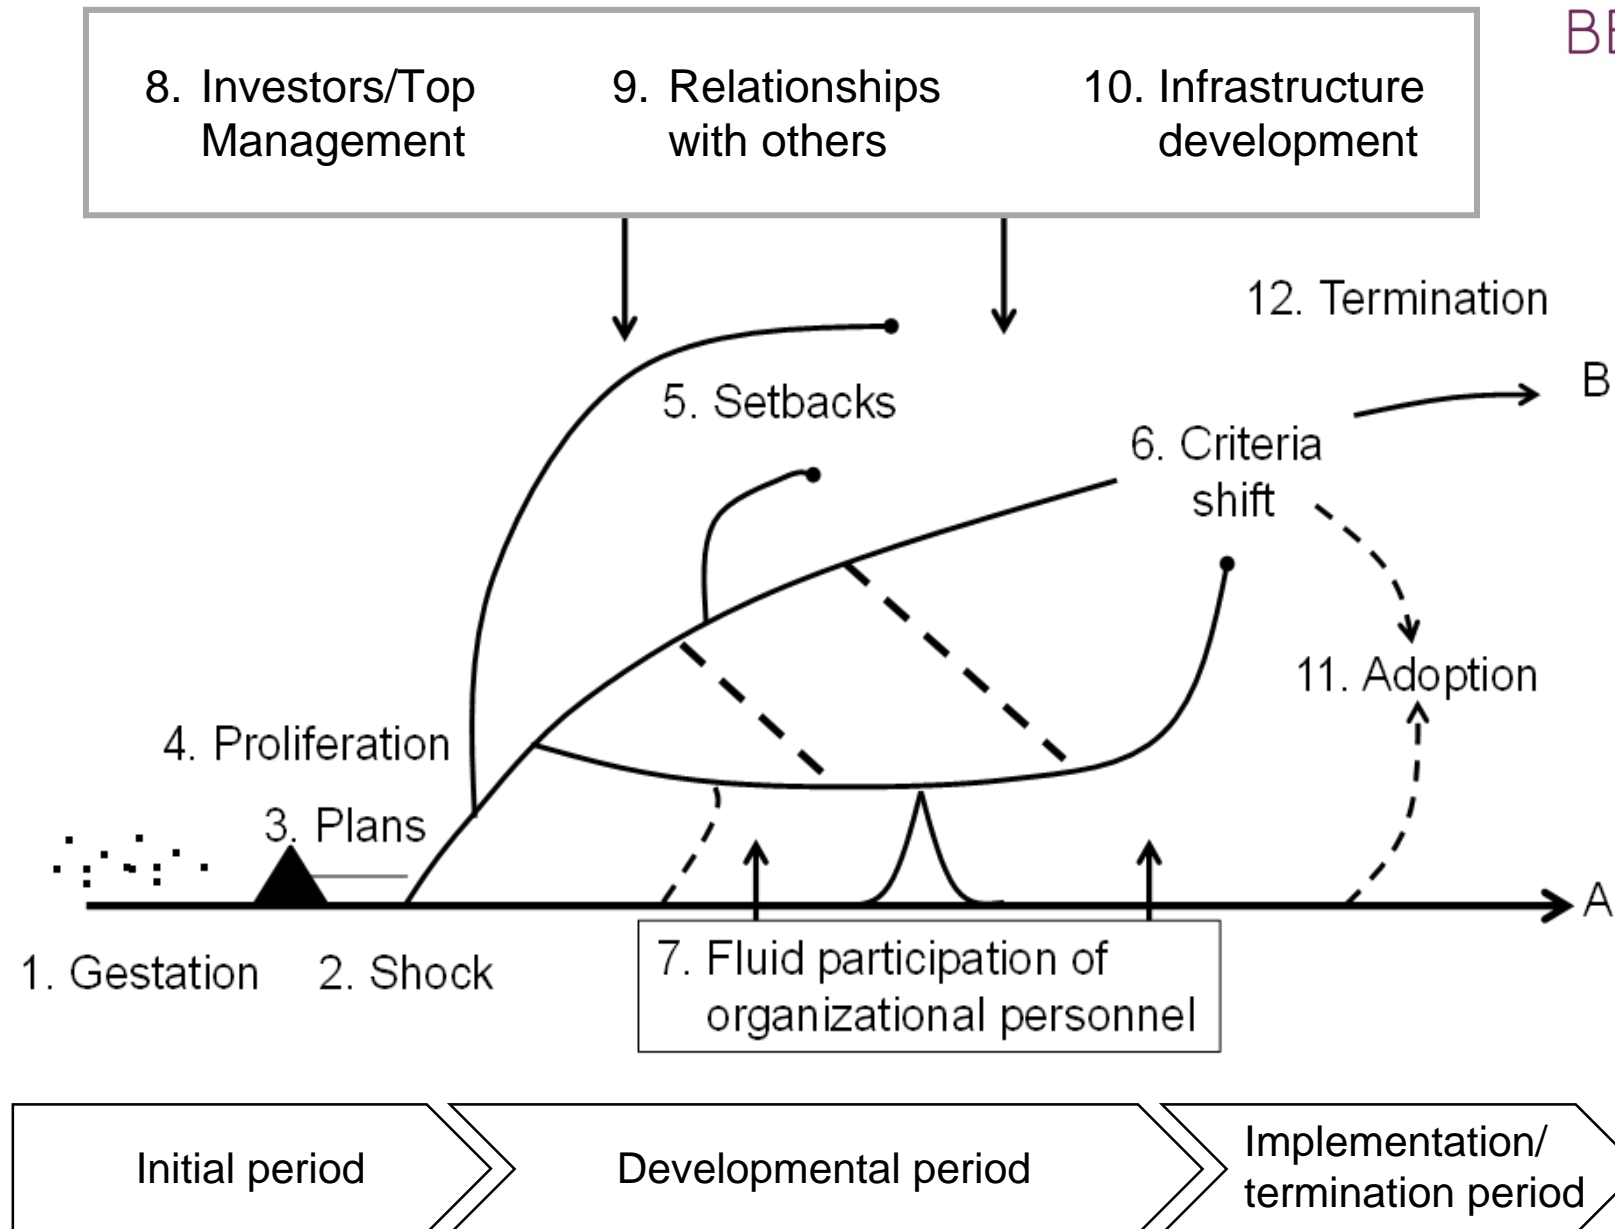 BE
8. Investors/Top
Management
9. Relationships
with others
10. Infrastructure
development
12. Termination
B
5. Setbacks
6. Criteria
shift
11. Adoption
4. Proliferation
3. Plans
A
1. Gestation
2. Shock
7. Fluid participation of
organizational personnel
Initial period
Developmental period
Implementation/
termination period